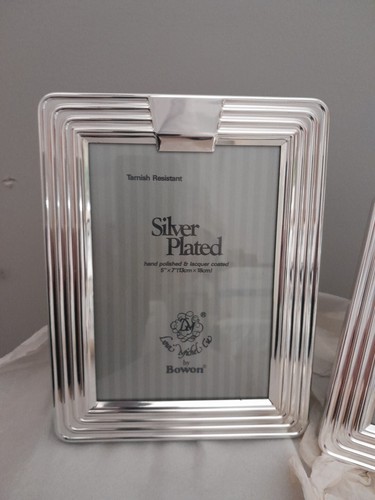 Tarnish Resistant
Silver
Plated
hand polished & lacquer coated
5" x 7" (13cm x 18cm)
by
Bowon®